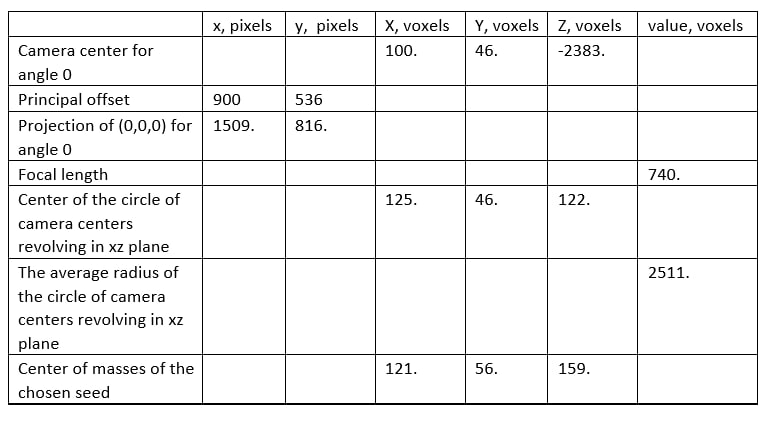 x, pixels y, pixels X, voxels Y, voxels Z, voxels value, voxels
Camera center for 100. 46. -2383.
angle 0
Principal offset 900 536
Projection of (0,0,0) for 1509. 816.
angle 0
Focal length 740.
Center of the circle of 125. 46. 122.
camera centers
revolving in xz plane
The average radius of 2511.
the circle of camera
centers revolving in xz
plane
Center of masses of the 121. 56. 159.
chosen seed